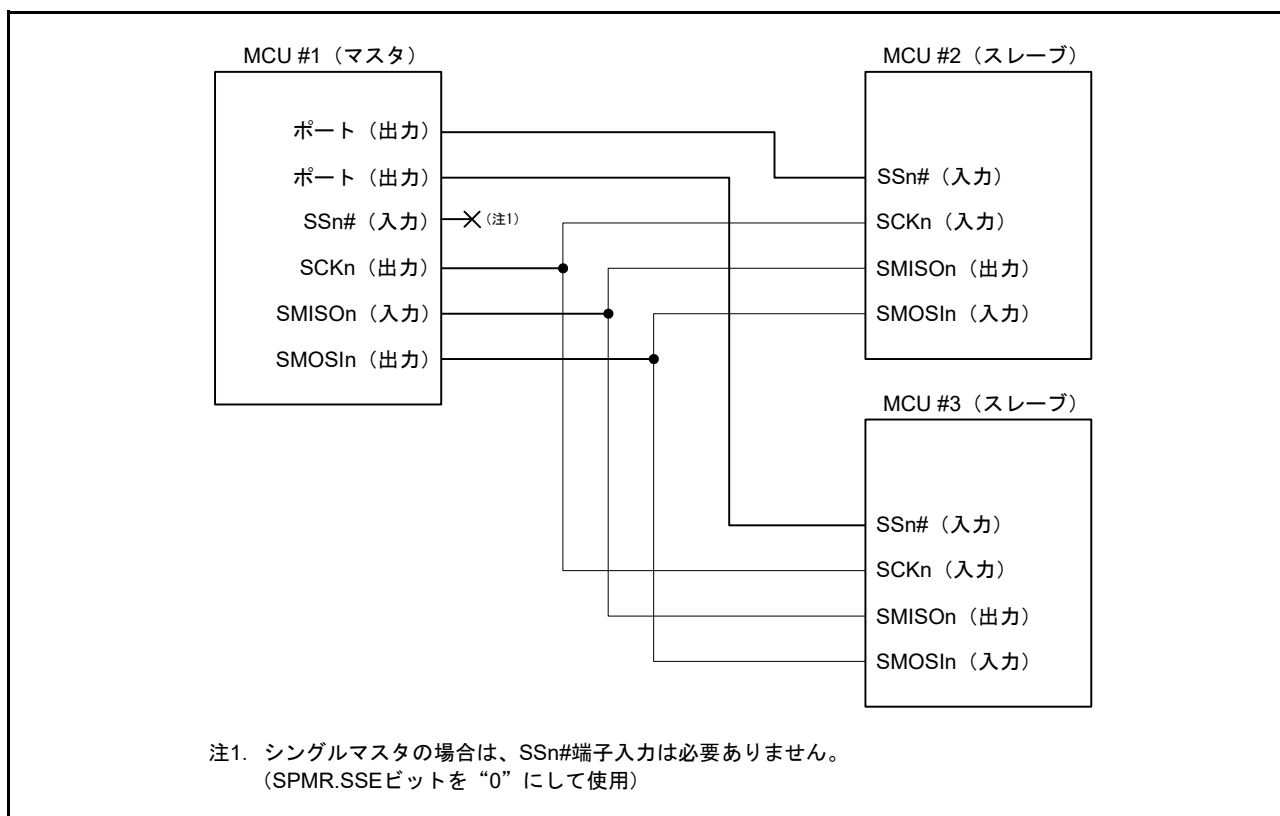 MCU #1（マスタ）
ポート（出力）
ポート（出力）
SSn#（入力）
（注1）
SCKn（出力）
SMISOn（入力）
SMOSIn（出力）
MCU #2（スレーブ）
SSn#（入力）
SCKn（入力）
SMISOn（出力）
SMOSIn（入力）
MCU #3（スレーブ）
SSn#（入力）
SCKn（入力）
SMISOn（出力）
SMOSIn（入力）
注1. シングルマスタの場合は、SSn#端子入力は必要ありません。
（SPMR.SSEビットを“0”にして使用）